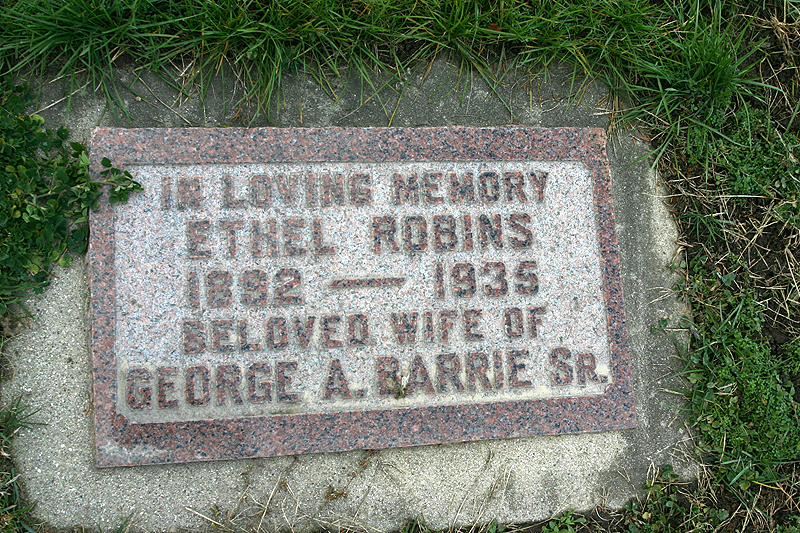 IN LOVING MEMORY
ETHEL ROBINS
1892 — 1935
BELOVED WIFE OF
GEORGE A. BARRIE SR.